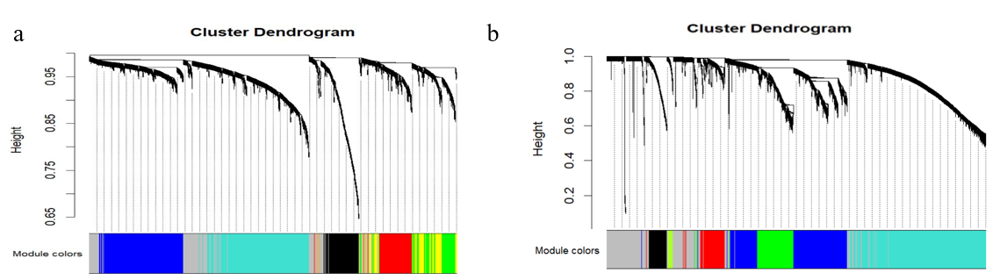 a
Cluster Dendrogram
Height
0.95
0.85
0.75
0.65
Module colors
b
Cluster Dendrogram
Height
1.0
0.8
0.6
0.4
0.2
Module colors